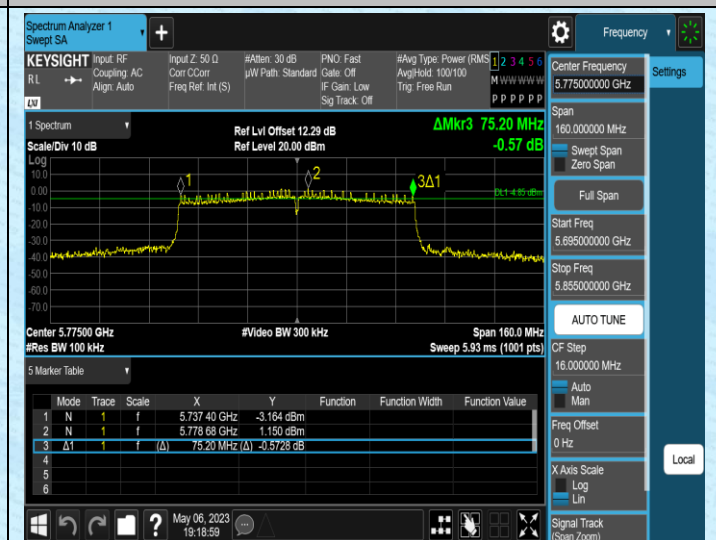 Spectrum Analyzer 1
Swept SA
+
Frequency
KEYSIGHT
RL
LXI
Input: RF
Coupling: AC
Align: Auto
Input Z: 50 Ω
Corr CCorr
Freq Ref: Int (S)
#Atten: 30 dB
µW Path: Standard
PNO: Fast
Gate: Off
IF Gain: Low
Sig Track: Off
#Avg Type: Power (RMS
Avg|Hold: 100/100
Trig: Free Run
1 2 3 4 5 6
M W W W W W
P P P P P P
1 Spectrum
Scale/Div 10 dB
Ref Lvl Offset 12.29 dB
Ref Level 20.00 dBm
ΔMkr3 75.20 MHz
-0.57 dB
Log
10.0
0.00
-10.0
-20.0
-30.0
-40.0
-50.0
-60.0
-70.0
1
2
3Δ1
DL1 -4.85 dBm
Center 5.77500 GHz
#Res BW 100 kHz
#Video BW 300 kHz
Span 160.0 MHz
Sweep 5.93 ms (1001 pts)
5 Marker Table
Mode Trace Scale X Y Function Function Width Function Value
1 N 1 f 5.737 40 GHz -3.164 dBm
2 N 1 f 5.778 68 GHz 1.150 dBm
3 Δ1 1 f (Δ) 75.20 MHz (Δ) -0.5728 dB
4
5
6
May 06, 2023
19:18:59
?
Center Frequency
5.775000000 GHz
Settings
Span
160.000000 MHz
Swept Span
Zero Span
Full Span
Start Freq
5.695000000 GHz
Stop Freq
5.855000000 GHz
AUTO TUNE
CF Step
16.000000 MHz
Auto
Man
Freq Offset
0 Hz
X Axis Scale
Log
Lin
Local
Signal Track
(Span Zoom)